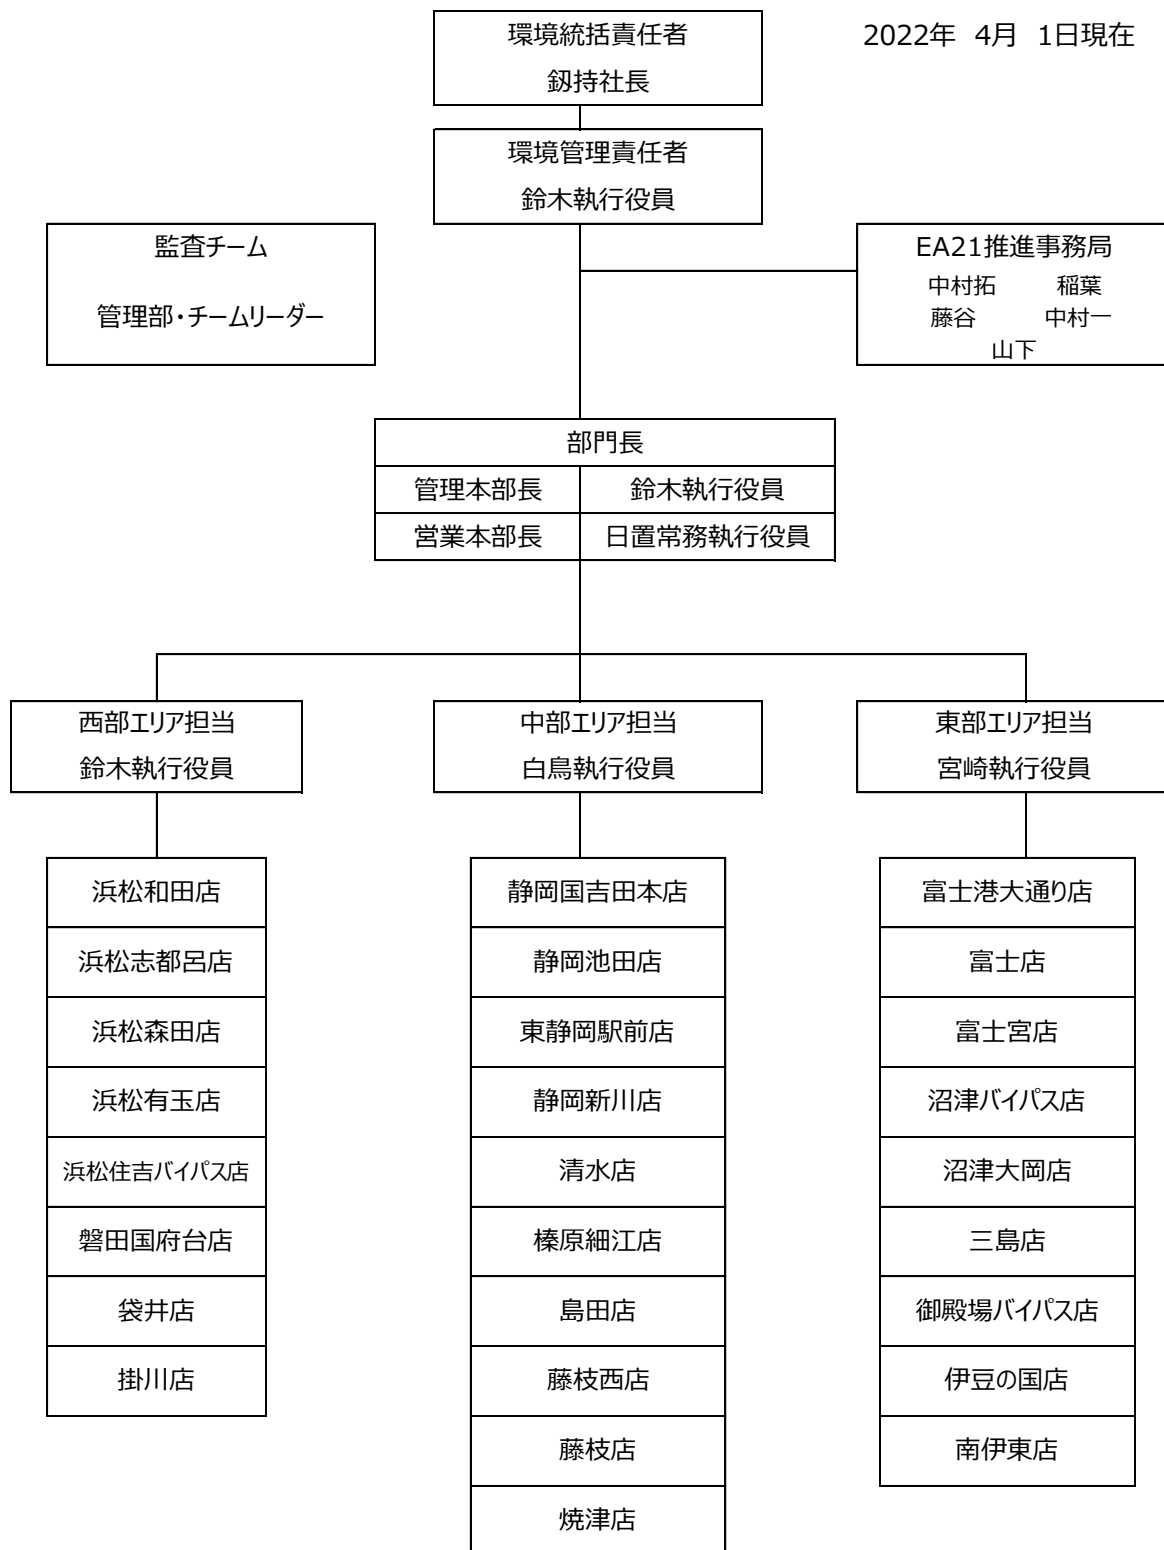 環境統括責任者
釼持社長
2022年 4月 1日現在
環境管理責任者
鈴木執行役員
監査チーム
管理部・チームリーダー
EA21推進事務局
中村拓 稲葉
藤谷 中村一
山下
部門長
管理本部長 鈴木執行役員
営業本部長 日置常務執行役員
西部エリア担当
鈴木執行役員
中部エリア担当
白鳥執行役員
東部エリア担当
宮崎執行役員
浜松和田店
浜松志都呂店
浜松森田店
浜松有玉店
浜松住吉バイパス店
磐田国府台店
袋井店
掛川店
静岡国吉田本店
静岡池田店
東静岡駅前店
静岡新川店
清水店
榛原細江店
島田店
藤枝西店
藤枝店
焼津店
富士港大通り店
富士店
富士宮店
沼津バイパス店
沼津大岡店
三島店
御殿場バイパス店
伊豆の国店
南伊東店